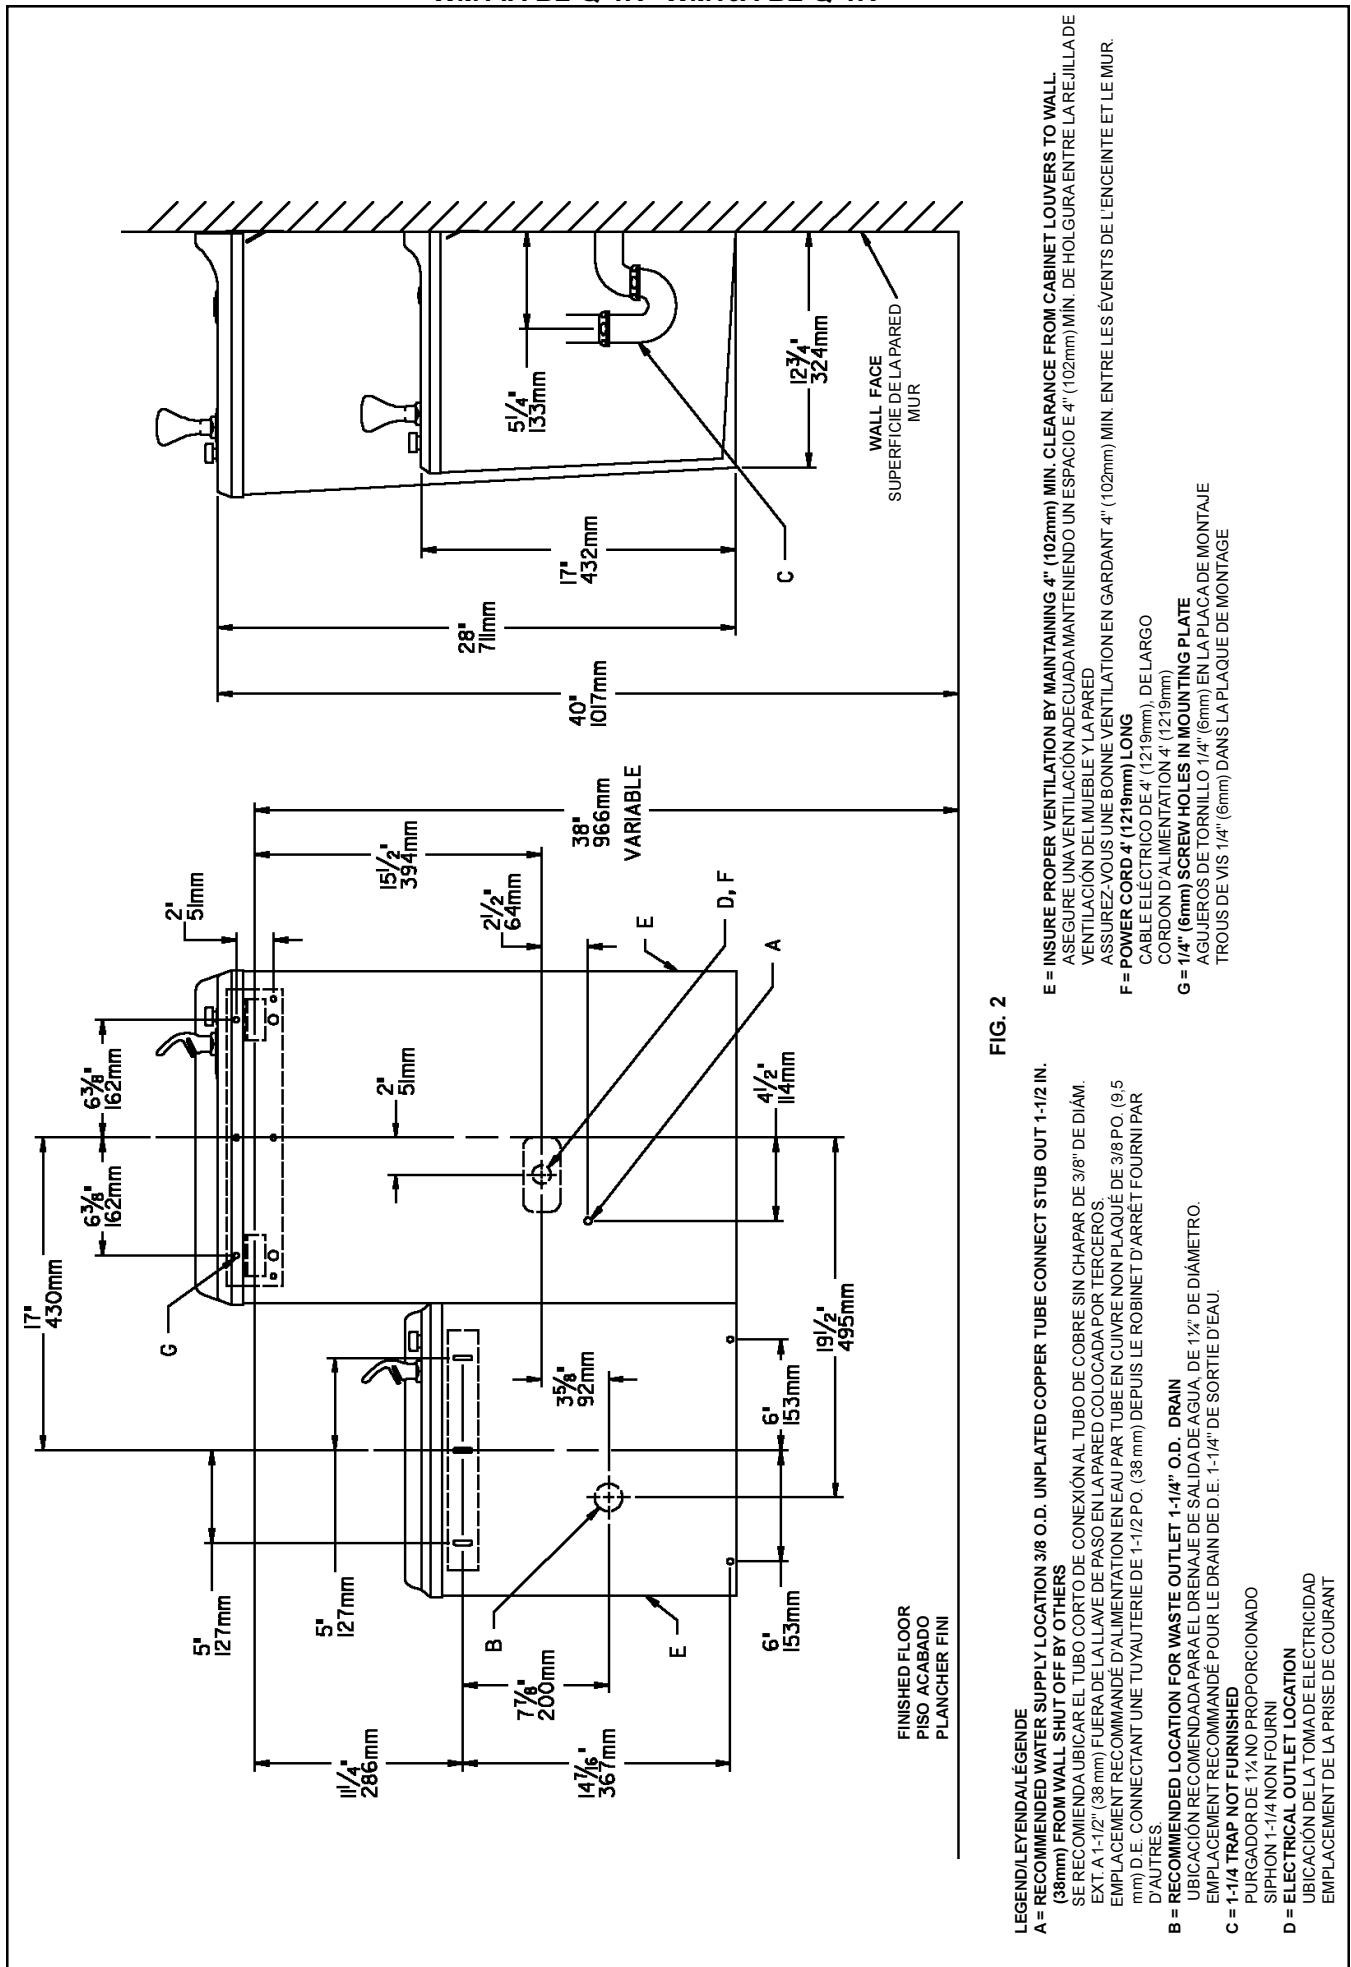 17"
430mm
6 3/8"
162mm
6 3/8"
162mm
2"
51mm
G
5"
127mm
5"
127mm
2"
51mm
15 1/2"
394mm
2 1/2"
64mm
38"
966mm
VARIABLE
D, F
A
E
4 1/2"
114mm
3 5/8"
92mm
19 1/2"
495mm
6"
153mm
6"
153mm
B
E
7 7/8"
200mm
11 1/4"
286mm
14 7/16"
367mm
FINISHED FLOOR
PISO ACABADO
PLANCHER FINI
40"
1017mm
28"
711mm
17"
432mm
5 1/4"
133mm
12 3/4"
324mm
C
WALL FACE
SUPERFICIE DE LA PARED
MUR
FIG. 2
LEGEND/LEYENDA/LÉGENDE
A = RECOMMENDED WATER SUPPLY LOCATION 3/8 O.D. UNPLATED COPPER TUBE CONNECT STUB OUT 1-1/2 IN.
(38mm) FROM WALL SHUT OFF BY OTHERS
SE RECOMIENDA UBICAR EL TUBO CORTO DE CONEXIÓN AL TUBO DE COBRE SIN CHAPAR DE 3/8" DE DIÁM.
EXT. A 1-1/2" (38 mm) FUERA DE LA LLAVE DE PASO EN LA PARED COLOCADA POR TERCEROS.
EMPLACEMENT RECOMMANDÉ D'ALIMENTATION EN EAU PAR TUBE EN CUIVRE NON PLAQUÉ DE 3/8 PO. (9,5
mm) D.E. CONNECTANT UNE TUYAUTERIE DE 1-1/2 PO. (38 mm) DEPUIS LE ROBINET D'ARRÊT FOURNI PAR
D'AUTRES.
B = RECOMMENDED LOCATION FOR WASTE OUTLET 1-1/4" O.D. DRAIN
UBICACIÓN RECOMENDADA PARA EL DRENAJE DE SALIDA DE AGUA, DE 1¼" DE DIÁMETRO.
EMPLACEMENT RECOMMANDÉ POUR LE DRAIN DE D.E. 1-1/4" DE SORTIE D'EAU.
C = 1-1/4 TRAP NOT FURNISHED
PURGADOR DE 1¼ NO PROPORCIONADO
SIPHON 1-1/4 NON FOURNI
D = ELECTRICAL OUTLET LOCATION
UBICACIÓN DE LA TOMA DE ELECTRICIDAD
EMPLACEMENT DE LA PRISE DE COURANT
E = INSURE PROPER VENTILATION BY MAINTAINING 4" (102mm) MIN. CLEARANCE FROM CABINET LOUVERS TO WALL.
ASEGURE UNA VENTILACIÓN ADECUADA MANTENIENDO UN ESPACIO E 4" (102mm) MÍN. DE HOLGURA ENTRE LA REJILLA DE
VENTILACIÓN DEL MUEBLE Y LA PARED
ASSUREZ-VOUS UNE BONNE VENTILATION EN GARDANT 4" (102mm) MIN. ENTRE LES ÉVENTS DE L'ENCEINTE ET LE MUR.
F = POWER CORD 4' (1219mm) LONG
CABLE ELÉCTRICO DE 4' (1219mm), DE LARGO
CORDON D'ALIMENTATION 4' (1219mm)
G = 1/4" (6mm) SCREW HOLES IN MOUNTING PLATE
AGUJEROS DE TORNILLO 1/4" (6mm) EN LA PLACA DE MONTAJE
TROUS DE VIS 1/4" (6mm) DANS LA PLAQUE DE MONTAGE